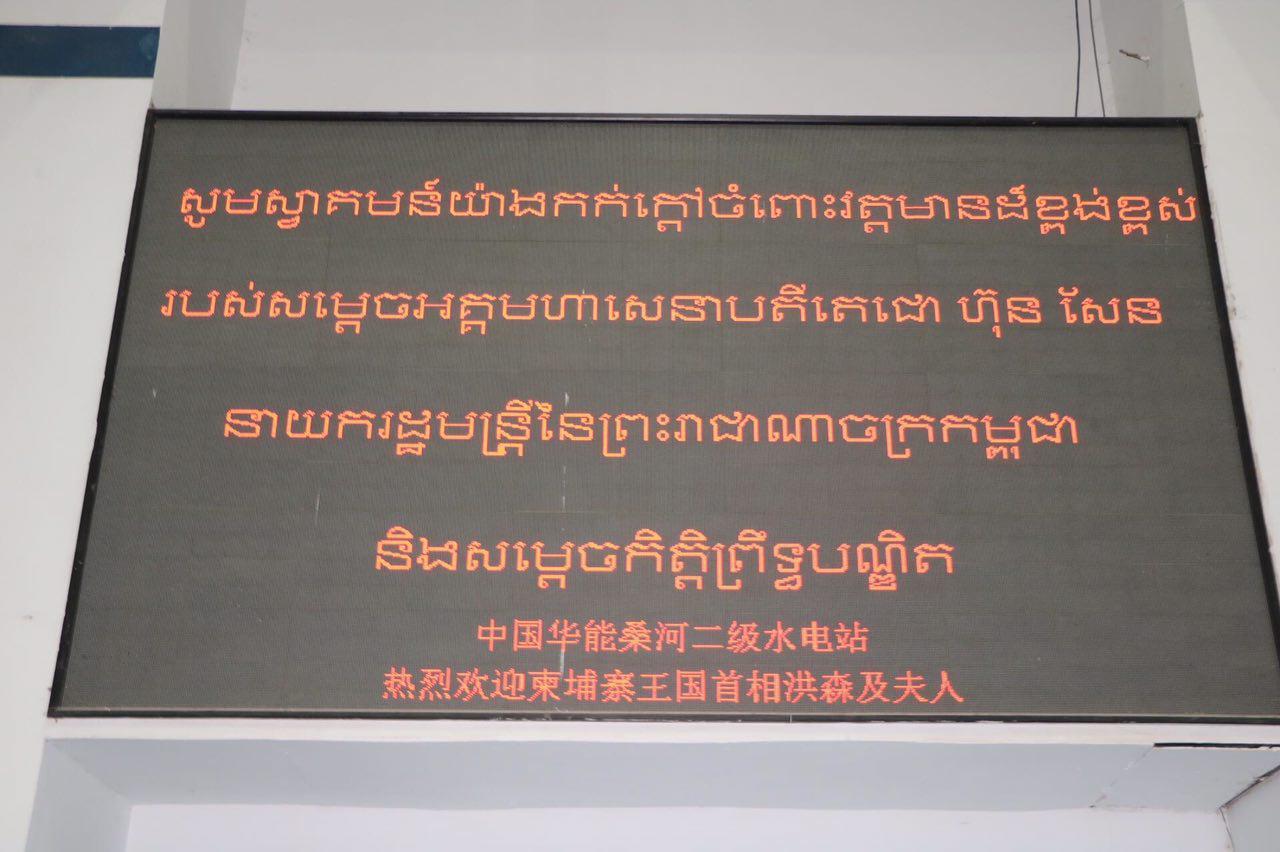 សូមស្វាគមន៍យ៉ាងកក់ក្តៅចំពោះវត្តមានដ៏ខ្ពង់ខ្ពស់
របស់សម្តេចអគ្គមហាសេនាបតីតេជោ ហ៊ុន សែន
នាយករដ្ឋមន្ត្រីនៃព្រះរាជាណាចក្រកម្ពុជា
និងសម្តេចកិត្តិព្រឹទ្ធបណ្ឌិត
中国华能桑河二级水电站
热烈欢迎柬埔寨王国首相洪森及夫人